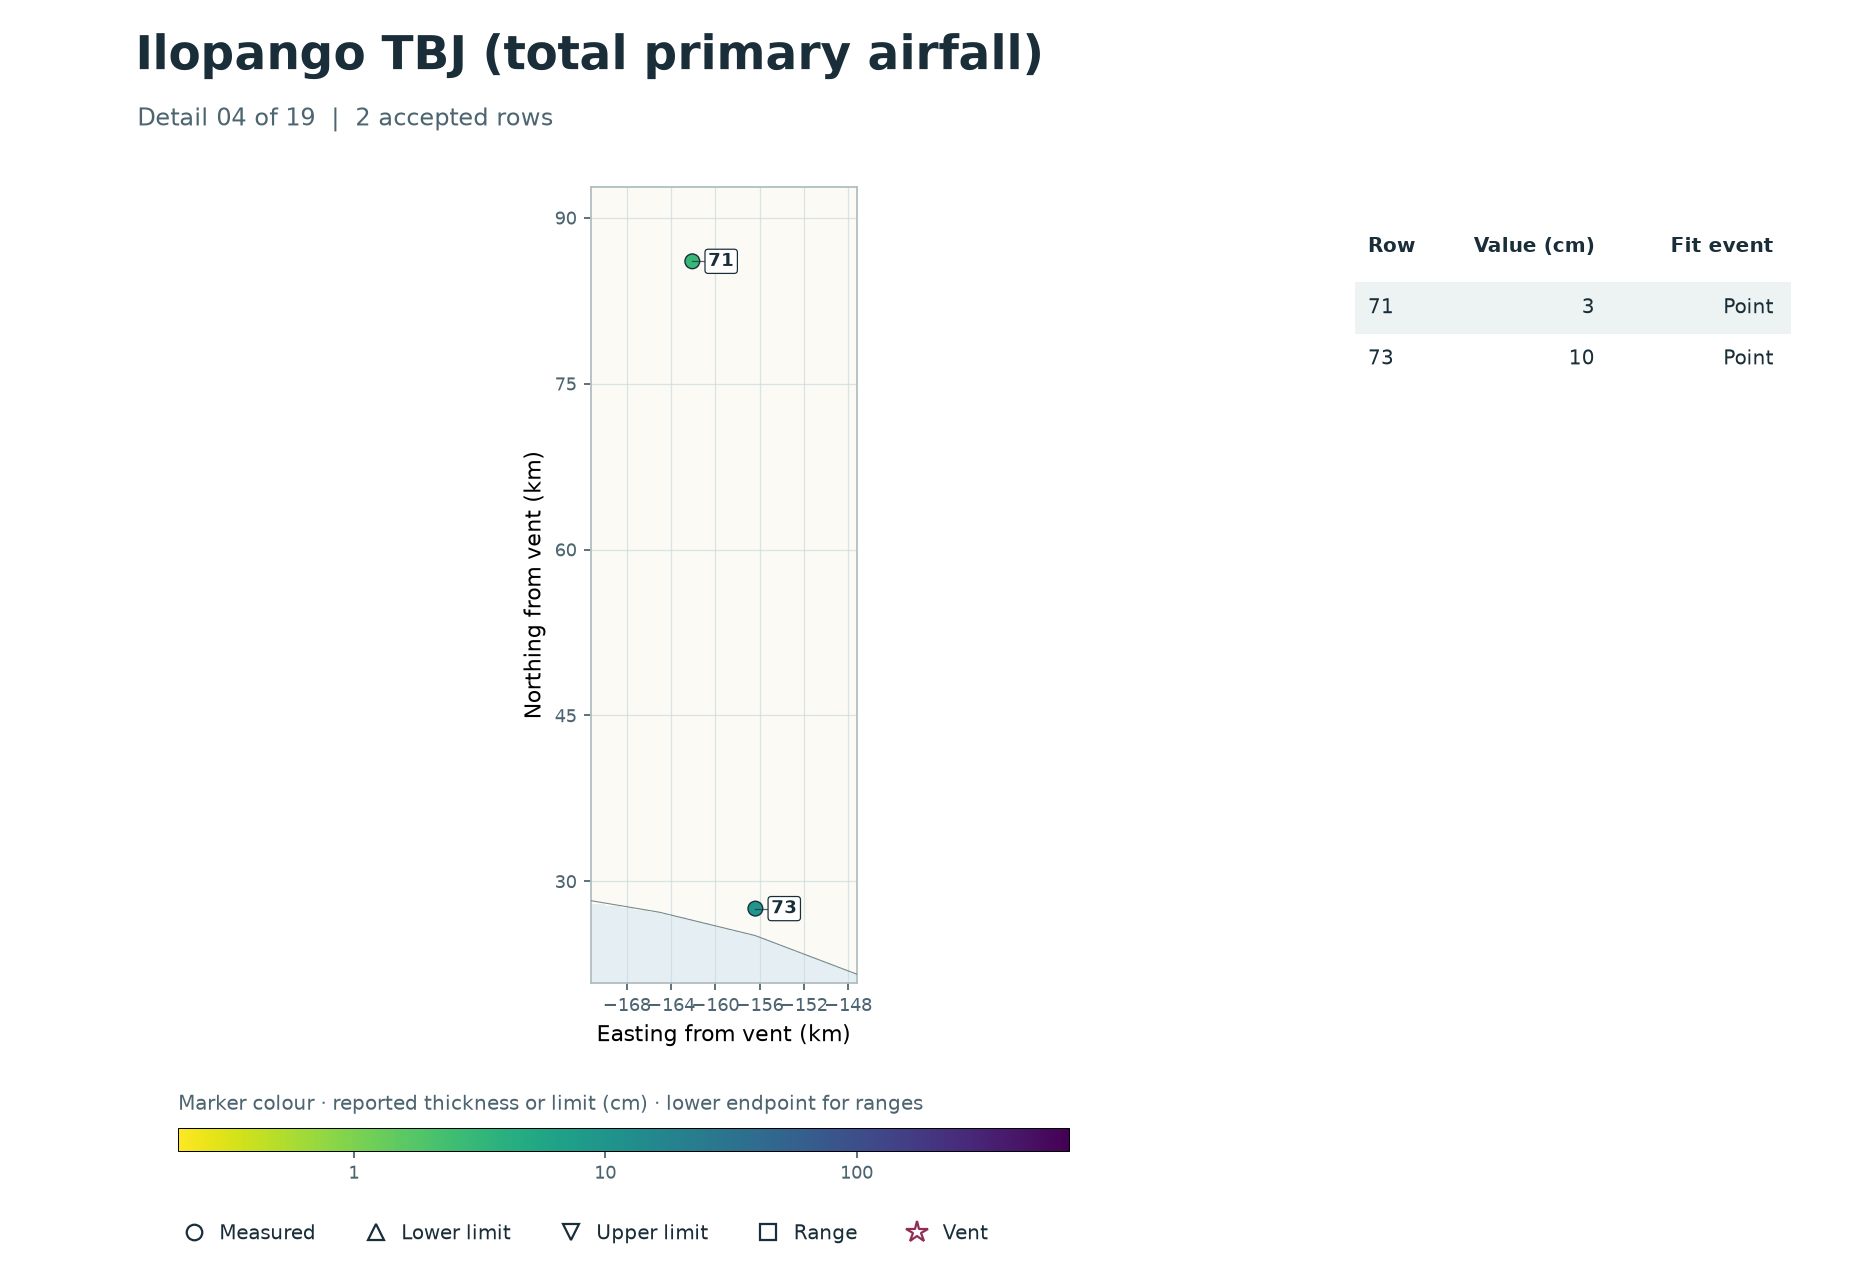 Ilopango TBJ (total primary airfall)
Detail 04 of 19 | 2 accepted rows
Row Value (cm) Fit event
71 3 Point
73 10 Point
90
75
60
45
30
Northing from vent (km)
71
73
−168 −164 −160 −156 −152 −148
Easting from vent (km)
Marker colour · reported thickness or limit (cm) · lower endpoint for ranges
1 10 100
Measured Lower limit Upper limit Range Vent